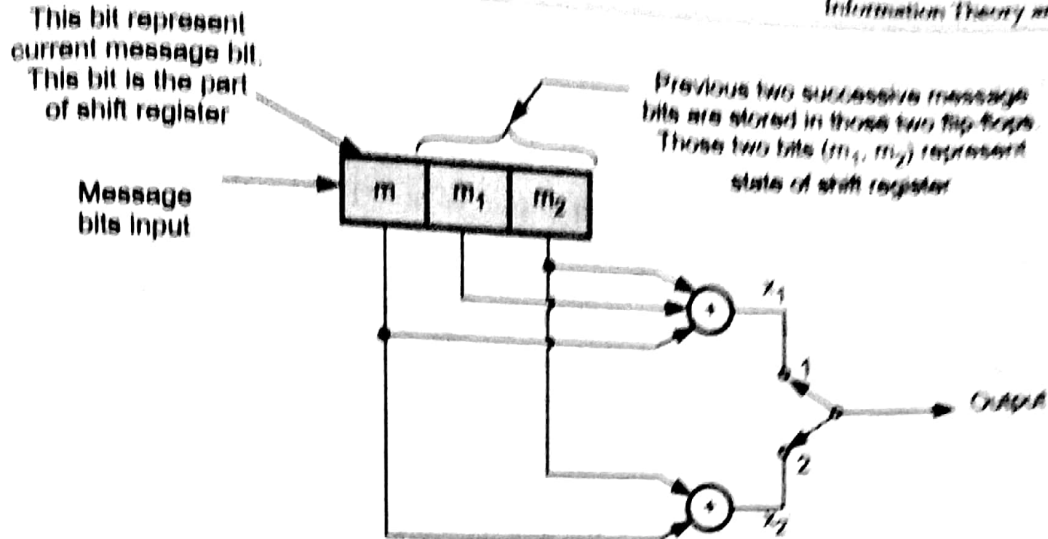 Information Theory
This bit represent
current message bit.
This bit is the part
of shift register
Previous two successive message
bits are stored in those two flip-flops
Those two bits (m₁, m₂) represent
state of shift register
Message
bits input
m
m₁
m₂
+
x₁
1
Output
2
+
x₂